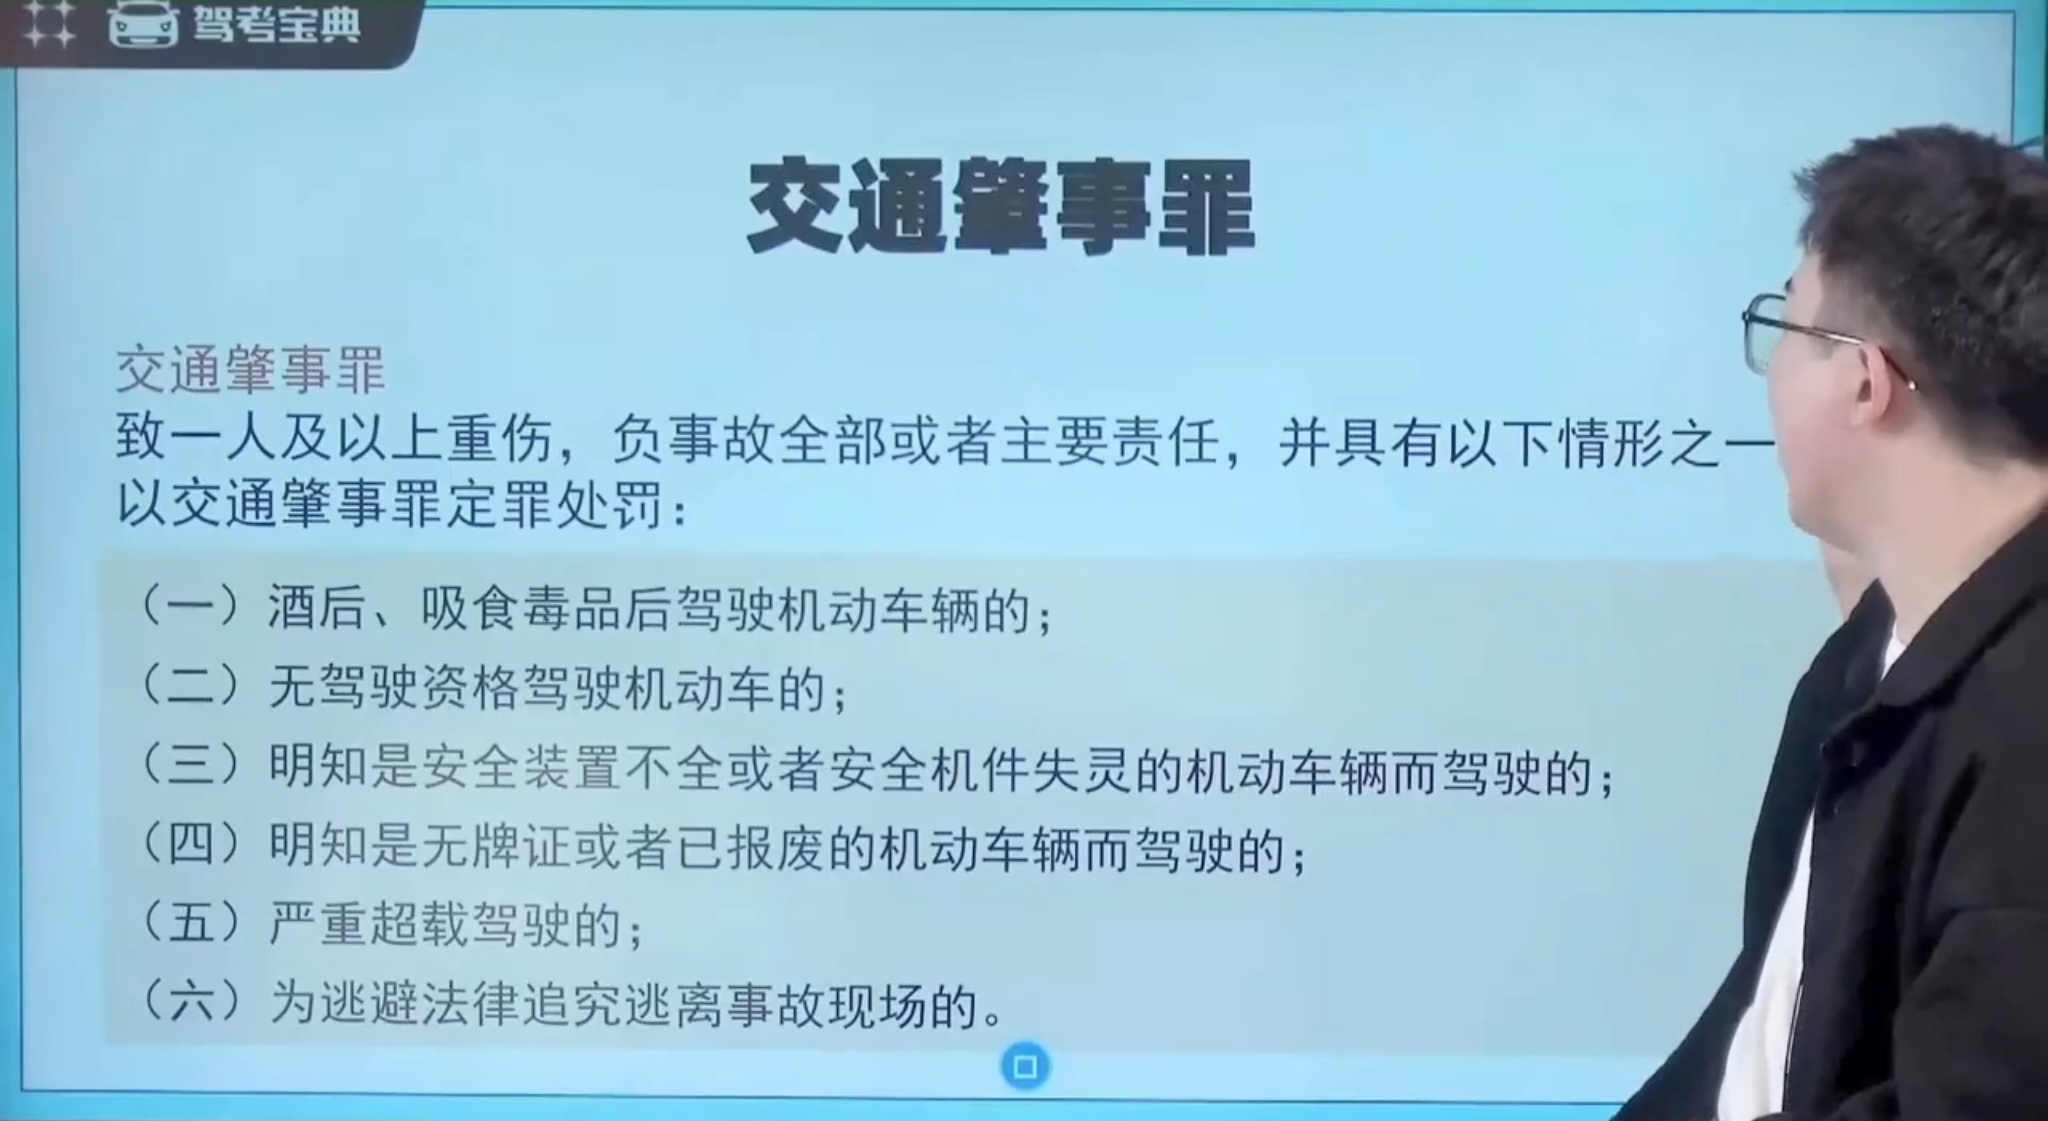 驾考宝典
交通肇事罪
交通肇事罪
致一人及以上重伤，负事故全部或者主要责任，并具有以下情形之一
以交通肇事罪定罪处罚：
（一）酒后、吸食毒品后驾驶机动车辆的；
（二）无驾驶资格驾驶机动车的；
（三）明知是安全装置不全或者安全机件失灵的机动车辆而驾驶的；
（四）明知是无牌证或者已报废的机动车辆而驾驶的；
（五）严重超载驾驶的；
（六）为逃避法律追究逃离事故现场的。